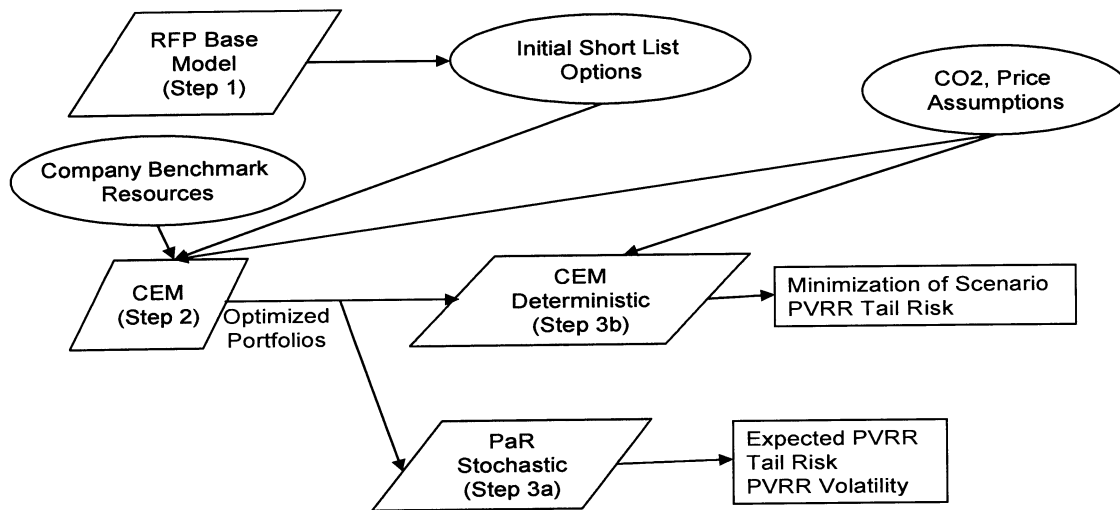 RFP Base
Model
(Step 1)
Initial Short List
Options
CO2, Price
Assumptions
Company Benchmark
Resources
CEM
(Step 2)
Optimized
Portfolios
CEM
Deterministic
(Step 3b)
Minimization of Scenario
PVRR Tail Risk
PaR
Stochastic
(Step 3a)
Expected PVRR
Tail Risk
PVRR Volatility